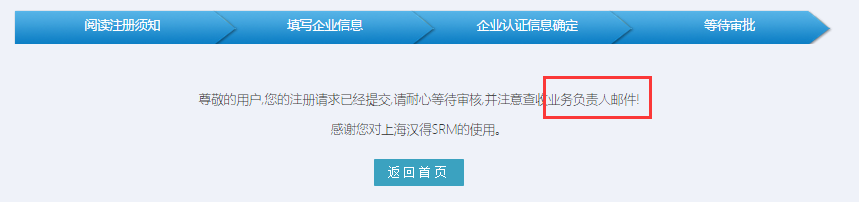 阅读注册须知 填写企业信息 企业认证信息确定 等待审批
尊敬的用户,您的注册请求已经提交,请耐心等待审核,并注意查收业务负责人邮件!
感谢您对上海汉得SRM的使用。
返回首页